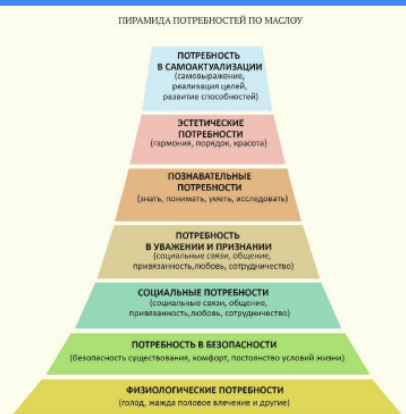 ПИРАМИДА ПОТРЕБНОСТЕЙ ПО МАСЛОУ
ПОТРЕБНОСТЬ
В САМОАКТУАЛИЗАЦИИ
(самовыражение,
реализация целей,
развитие способностей)
ЭСТЕТИЧЕСКИЕ
ПОТРЕБНОСТИ
(гармония, порядок, красота)
ПОЗНАВАТЕЛЬНЫЕ
ПОТРЕБНОСТИ
(знать, понимать, уметь, исследовать)
ПОТРЕБНОСТЬ
В УВАЖЕНИИ И ПРИЗНАНИИ
(социальные связи, общение,
привязанность,любовь, сотрудничество)
СОЦИАЛЬНЫЕ ПОТРЕБНОСТИ
(социальные связи, общение,
привязанность,любовь, сотрудничество)
ПОТРЕБНОСТЬ В БЕЗОПАСНОСТИ
(безопасность существования, комфорт, постоянство условий жизни)
ФИЗИОЛОГИЧЕСКИЕ ПОТРЕБНОСТИ
(голод, жажда половое влечение и другие)